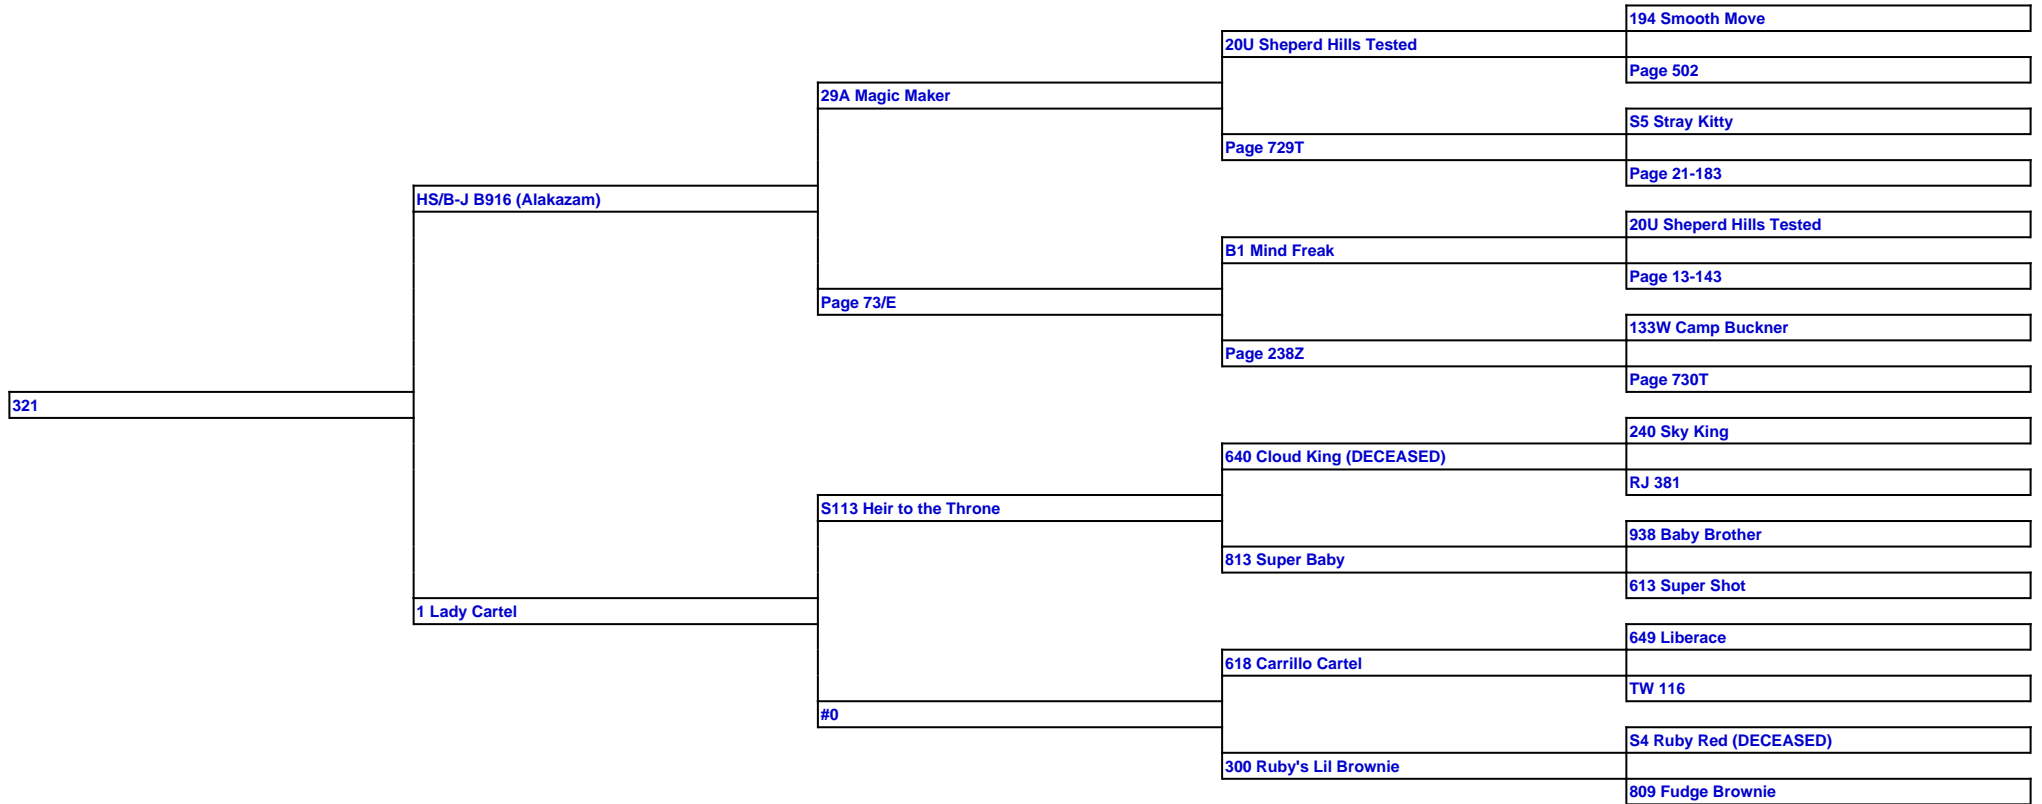 194 Smooth Move
20U Sheperd Hills Tested
Page 502
29A Magic Maker
S5 Stray Kitty
Page 729T
Page 21-183
HS/B-J B916 (Alakazam)
20U Sheperd Hills Tested
B1 Mind Freak
Page 13-143
Page 73/E
133W Camp Buckner
Page 238Z
Page 730T
321
240 Sky King
640 Cloud King (DECEASED)
RJ 381
S113 Heir to the Throne
938 Baby Brother
813 Super Baby
613 Super Shot
1 Lady Cartel
649 Liberace
618 Carrillo Cartel
TW 116
#0
S4 Ruby Red (DECEASED)
300 Ruby's Lil Brownie
809 Fudge Brownie